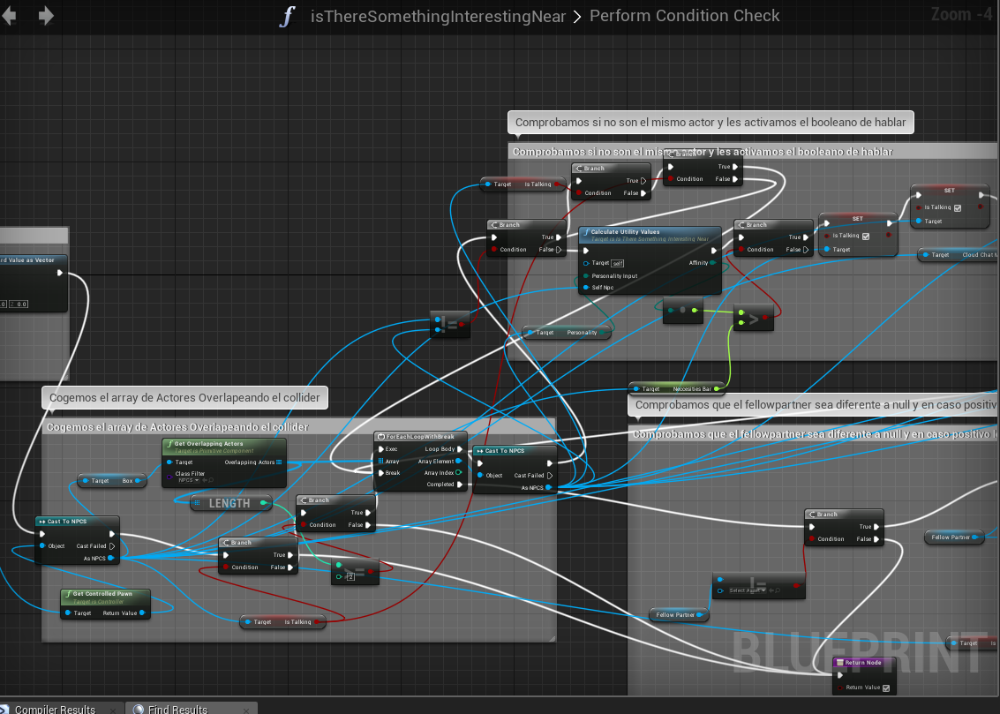 isThereSomethingInterestingNear > Perform Condition Check
Zoom -4
Comprobamos si no son el mismo actor y les activamos el booleano de hablar
Comprobamos si no son el mismo actor y les activamos el booleano de hablar
Branch
True
Condition False
Branch
True
Condition False
Target Is Talking
SET
Is Talking
Target
SET
Is Talking
Target
Branch
True
Condition False
Calculate Utility Values
Target is Is There Something Interesting Near
Target self Affinity
Personality Input
Self Npc
Branch
True
Condition False
Target Cloud Chat M
rd Value as Vector
.0 Z 0.0
!=
>
Target Personality
Target Neccesities Bar
Cogemos el array de Actores Overlapeando el collider
Comprobamos que el fellowpartner sea diferente a null y en caso positiv
Cogemos el array de Actores Overlapeando el collider
Comprobamos que el fellowpartner sea diferente a null y en caso positivo l
Get Overlapping Actors
Target is Primitive Component
Target Overlapping Actors
Class Filter
NPCS
Target Box
ForEachLoopWithBreak
Exec Loop Body
Array Array Element
Break Array Index
Completed
Cast To NPCS
Object Cast Failed
As NPCS
LENGTH
Branch
True
Condition False
Cast To NPCS
Object Cast Failed
As NPCS
Branch
True
Condition False
>=
2
Get Controlled Pawn
Target is Controller
Target Return Value
Target Is Talking
Branch
True
Condition False
Fellow Partner
!=
Select Asset
Fellow Partner
Target Is
BLUEPRINT
Return Node
Return Value
Compiler Results × Find Results ×